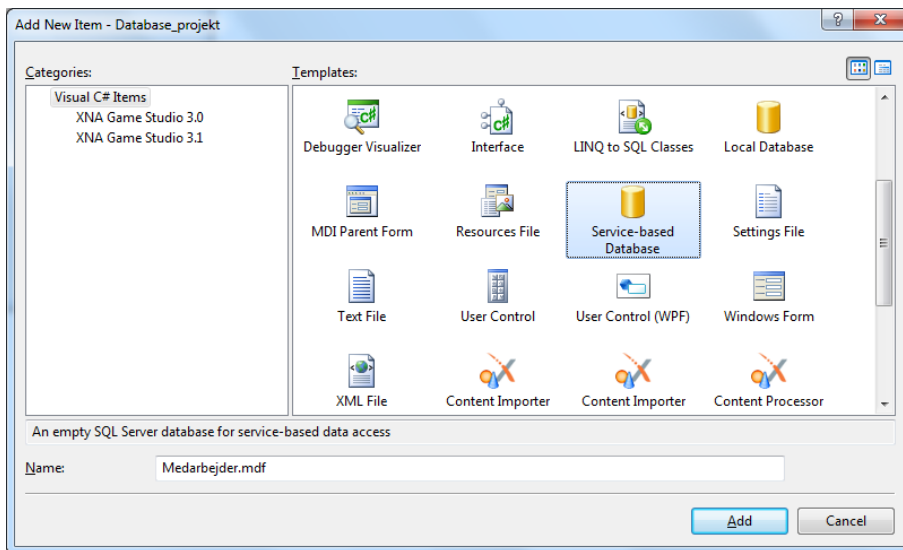 Add New Item - Database_projekt
Categories:
Templates:
Visual C# Items
XNA Game Studio 3.0
XNA Game Studio 3.1
Debugger Visualizer
Interface
LINQ to SQL Classes
Local Database
MDI Parent Form
Resources File
Service-based
Database
Settings File
Text File
User Control
User Control (WPF)
Windows Form
XML File
Content Importer
Content Importer
Content Processor
An empty SQL Server database for service-based data access
Name:
Medarbejder.mdf
Add
Cancel